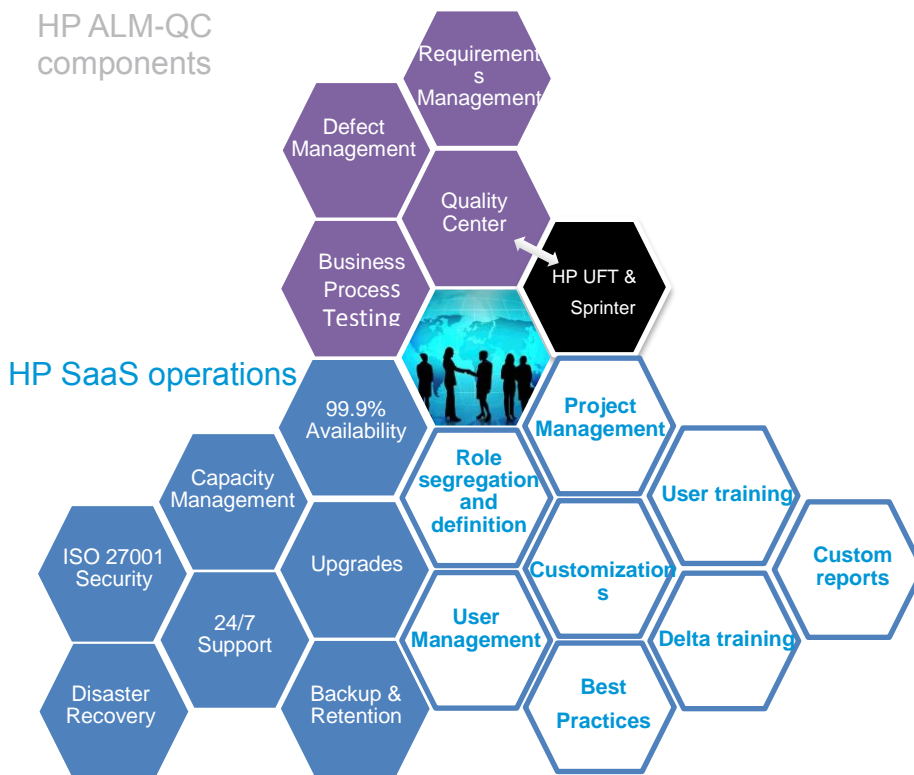 HP ALM-QC
components
Requirement
s
Management
Defect
Management
Quality
Center
Business
Process
Testing
HP UFT &
Sprinter
HP SaaS operations
99.9%
Availability
Project
Management
Capacity
Management
Role
segregation
and
definition
User training
ISO 27001
Security
Upgrades
Customization
s
Custom
reports
24/7
Support
User
Management
Delta training
Disaster
Recovery
Backup &
Retention
Best
Practices